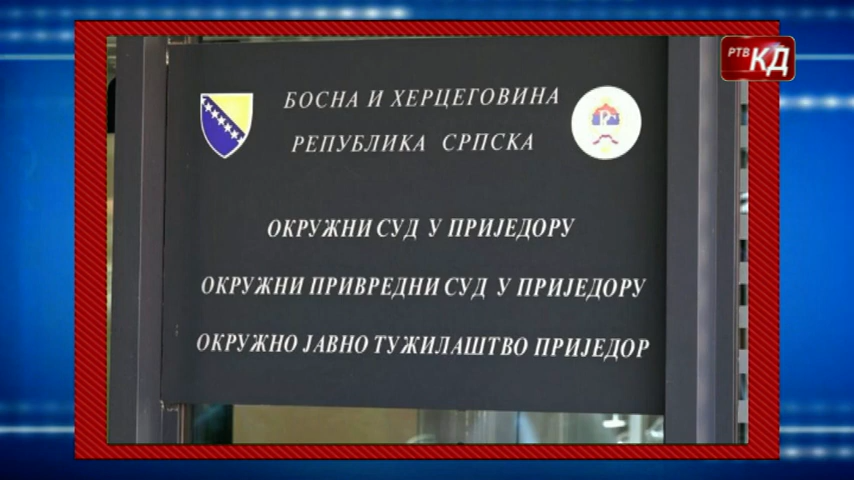 РТВ КД
БОСНА И ХЕРЦЕГОВИНА
РЕПУБЛИКА СРПСКА
ОКРУЖНИ СУД У ПРИЈЕДОРУ
ОКРУЖНИ ПРИВРЕДНИ СУД У ПРИЈЕДОРУ
ОКРУЖНО ЈАВНО ТУЖИЛАШТВО ПРИЈЕДОР